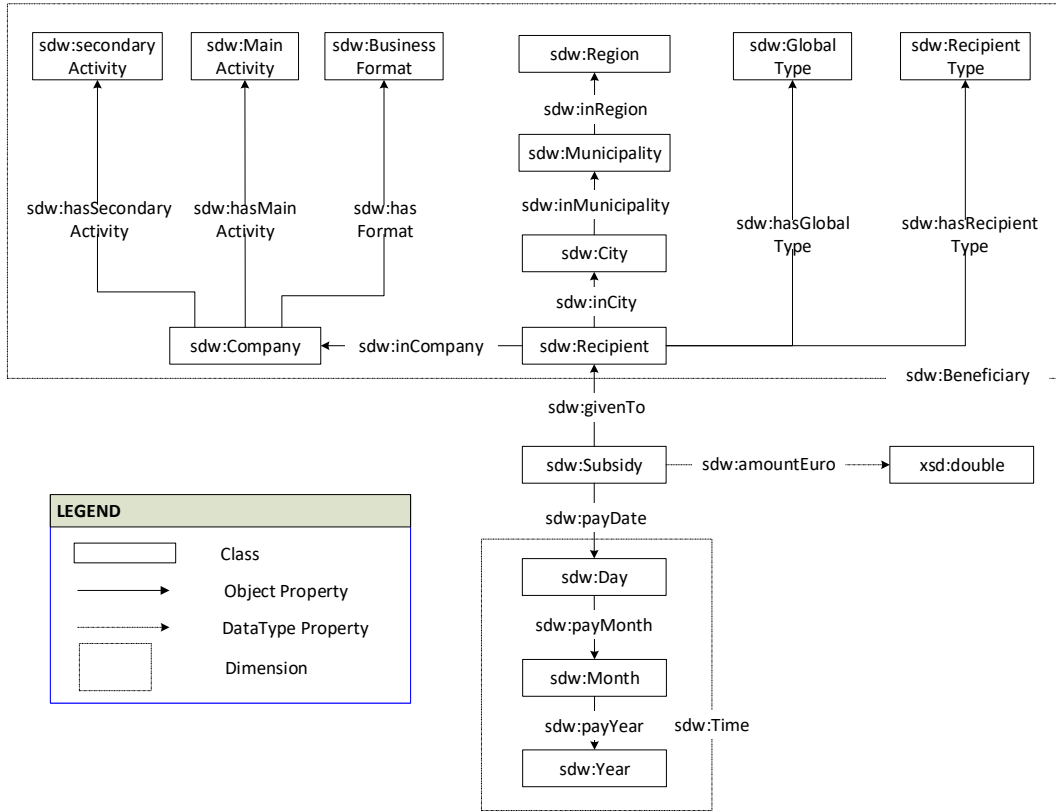 sdw:secondary
Activity
sdw:Main
Activity
sdw:Business
Format
sdw:Region
sdw:Global
Type
sdw:Recipient
Type
sdw:inRegion
sdw:Municipality
sdw:hasSecondary
Activity
sdw:hasMain
Activity
sdw:has
Format
sdw:inMunicipality
sdw:hasGlobal
Type
sdw:hasRecipient
Type
sdw:City
sdw:inCity
sdw:Company
sdw:inCompany
sdw:Recipient
sdw:Beneficiary
sdw:givenTo
sdw:Subsidy
sdw:amountEuro
xsd:double
sdw:payDate
sdw:Day
sdw:payMonth
sdw:Month
sdw:payYear
sdw:Time
sdw:Year
LEGEND
Class
Object Property
DataType Property
Dimension